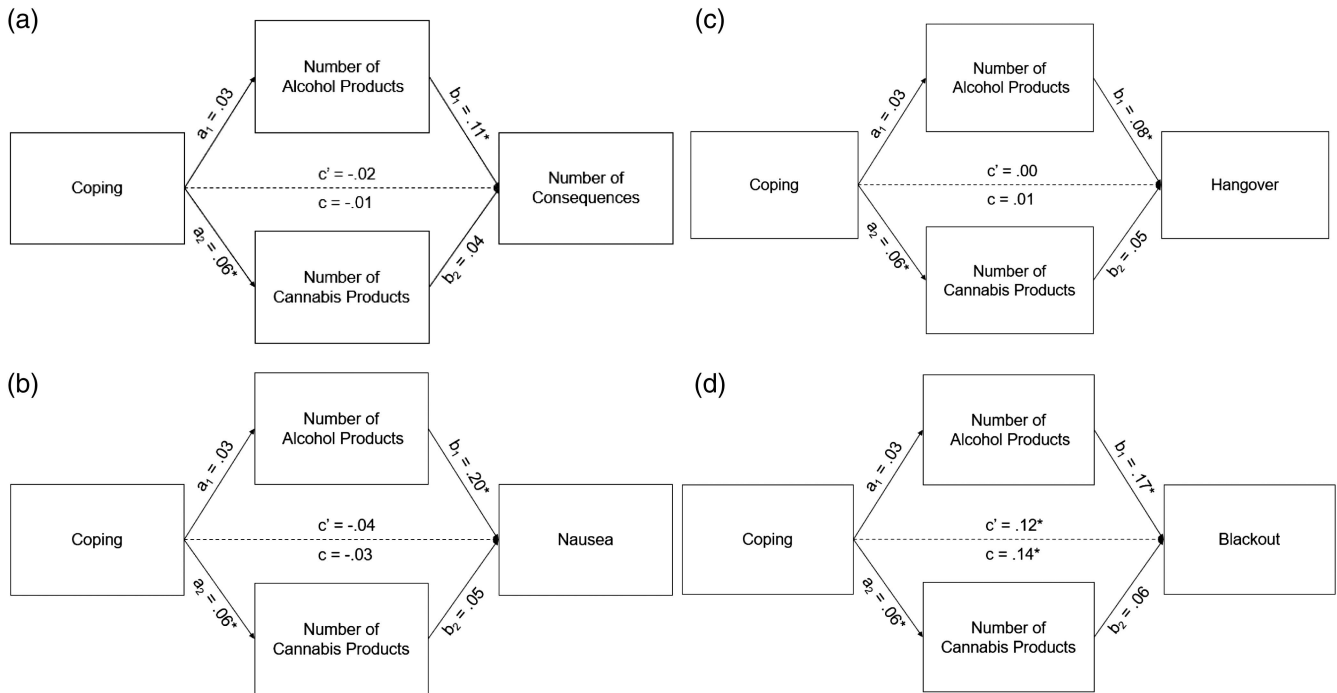 (a)
Number of
Alcohol Products
a₁ = .03
b₁ = .11*
Coping
c' = -.02
c = -.01
Number of
Consequences
a₂ = .06*
b₂ = .04
Number of
Cannabis Products
(c)
Number of
Alcohol Products
a₁ = .03
b₁ = .08*
Coping
c' = .00
c = .01
Hangover
a₂ = .06*
b₂ = .05
Number of
Cannabis Products
(b)
Number of
Alcohol Products
a₁ = .03
b₁ = .20*
Coping
c' = -.04
c = -.03
Nausea
a₂ = .06*
b₂ = .05
Number of
Cannabis Products
(d)
Number of
Alcohol Products
a₁ = .03
b₁ = .17*
Coping
c' = .12*
c = .14*
Blackout
a₂ = .06*
b₂ = .06
Number of
Cannabis Products